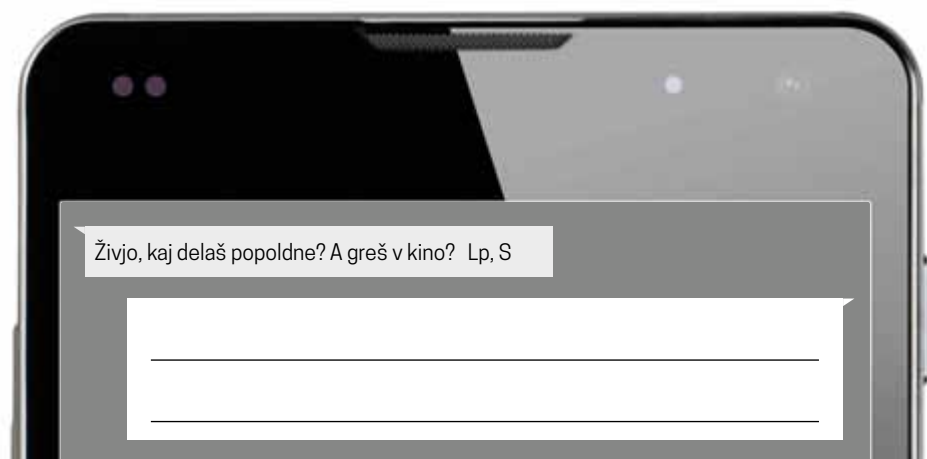 Živjo, kaj delaš popoldne? A greš v kino? Lp, S